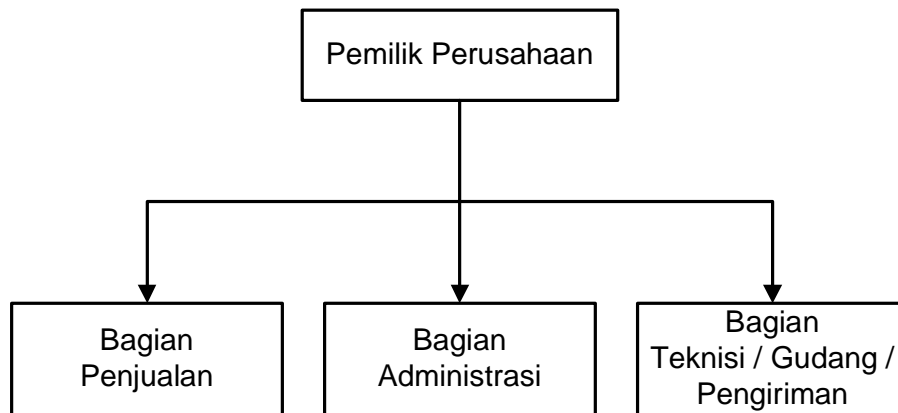 Pemilik Perusahaan
Bagian
Penjualan
Bagian
Administrasi
Bagian
Teknisi / Gudang /
Pengiriman